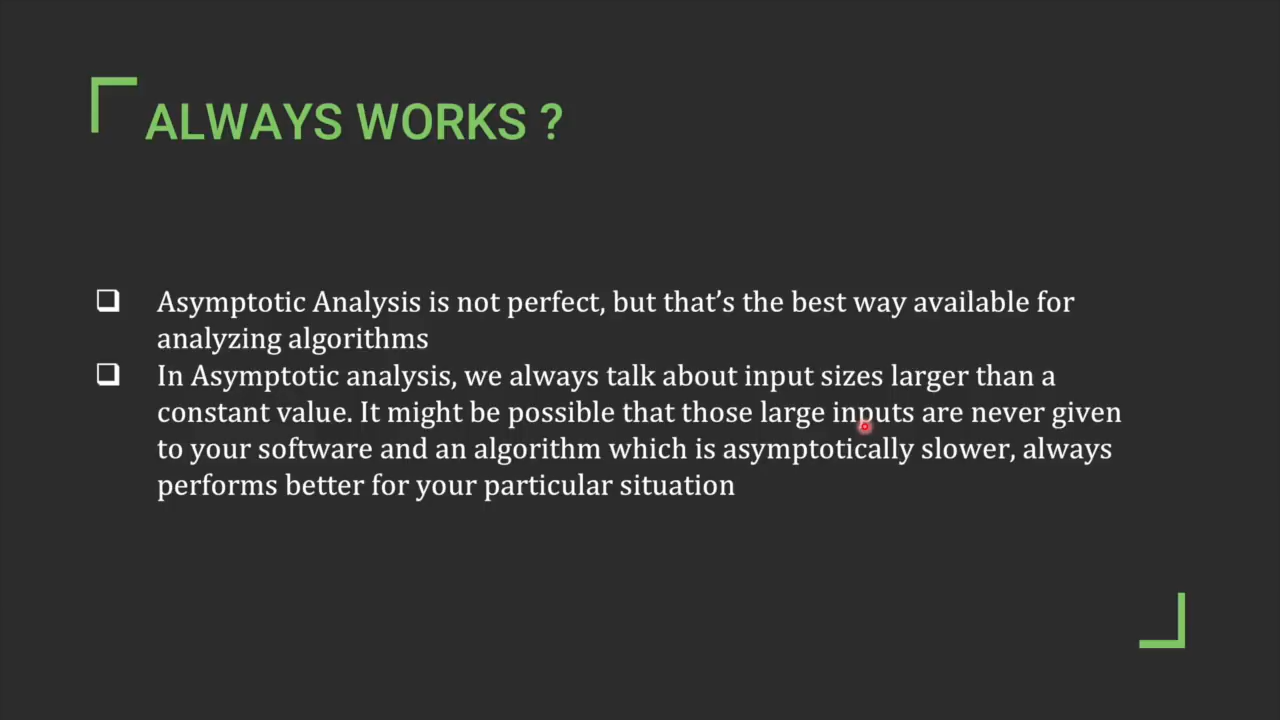 ALWAYS WORKS ?
Asymptotic Analysis is not perfect, but that’s the best way available for
analyzing algorithms
In Asymptotic analysis, we always talk about input sizes larger than a
constant value. It might be possible that those large inputs are never given
to your software and an algorithm which is asymptotically slower, always
performs better for your particular situation